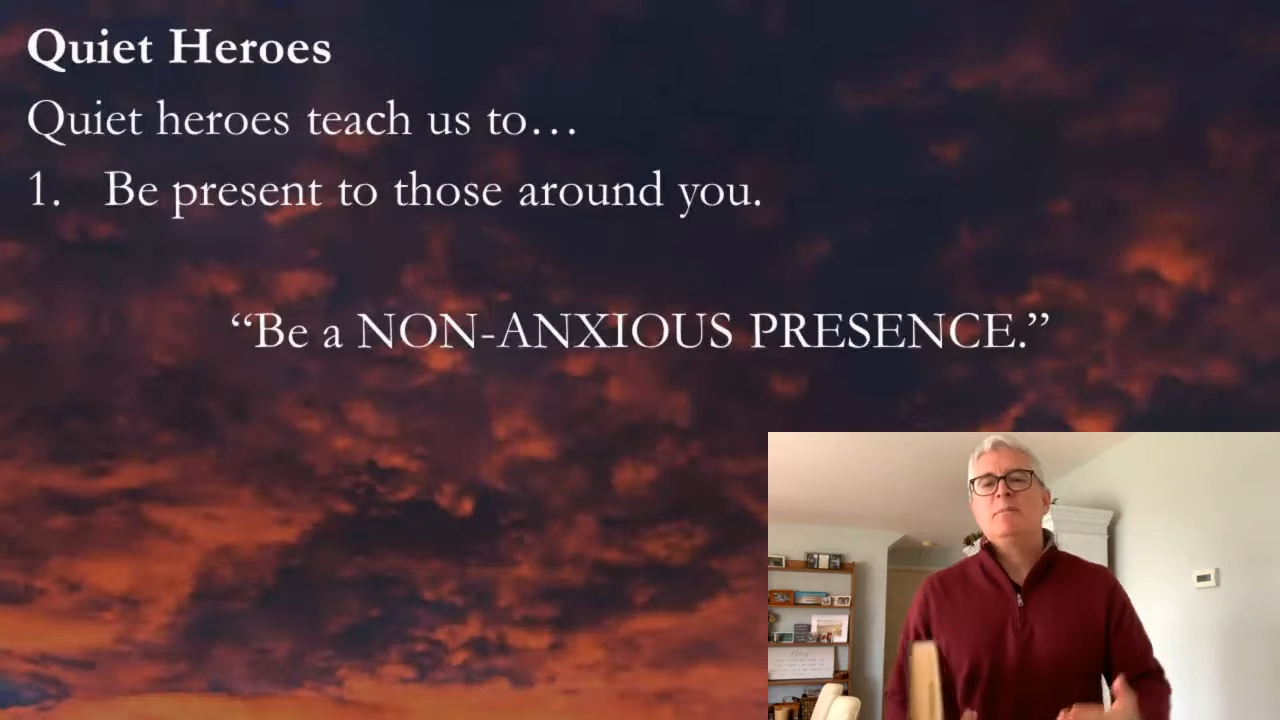 Quiet Heroes
Quiet heroes teach us to…
1. Be present to those around you.
“Be a NON-ANXIOUS PRESENCE.”